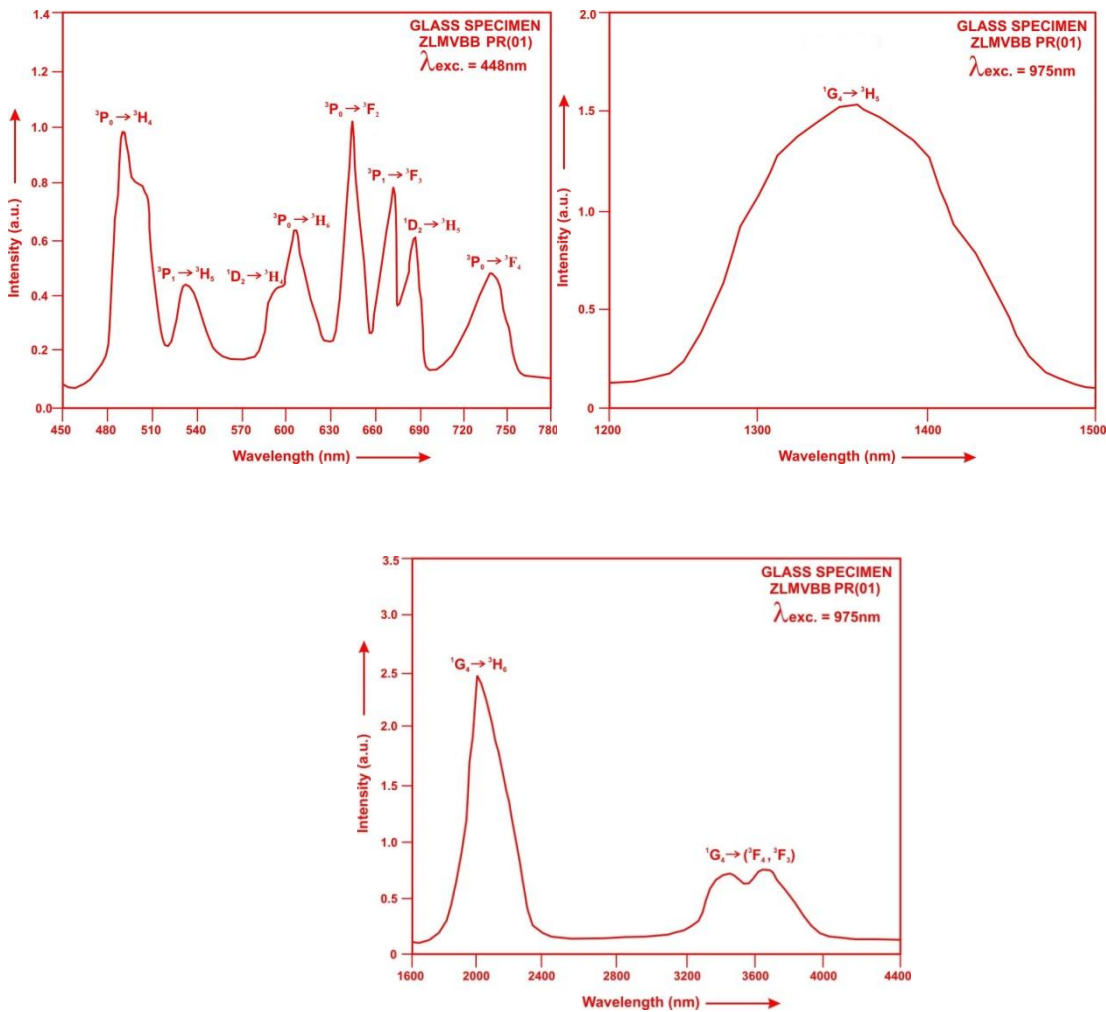 GLASS SPECIMEN
ZLMVBB PR(01)
λexc. = 448nm
³P₀→³H₄
³P₁→³H₅
¹D₂→³H₄
³P₀→³H₆
³P₀→³F₂
³P₁→³F₃
¹D₂→³H₅
³P₀→³F₄
Intensity (a.u.)
1.4
1.2
1.0
0.8
0.6
0.4
0.2
0.0
450 480 510 540 570 600 630 660 690 720 750 780
Wavelength (nm)
GLASS SPECIMEN
ZLMVBB PR(01)
λexc. = 975nm
¹G₄→³H₅
Intensity (a.u.)
2.0
1.5
1.0
0.5
0
1200 1300 1400 1500
Wavelength (nm)
GLASS SPECIMEN
ZLMVBB PR(01)
λexc. = 975nm
¹G₄→³H₆
¹G₄→(³F₄,³F₃)
Intensity (a.u.)
3.5
3.0
2.5
2.0
1.5
1.0
0.5
0
1600 2000 2400 2800 3200 3600 4000 4400
Wavelength (nm)